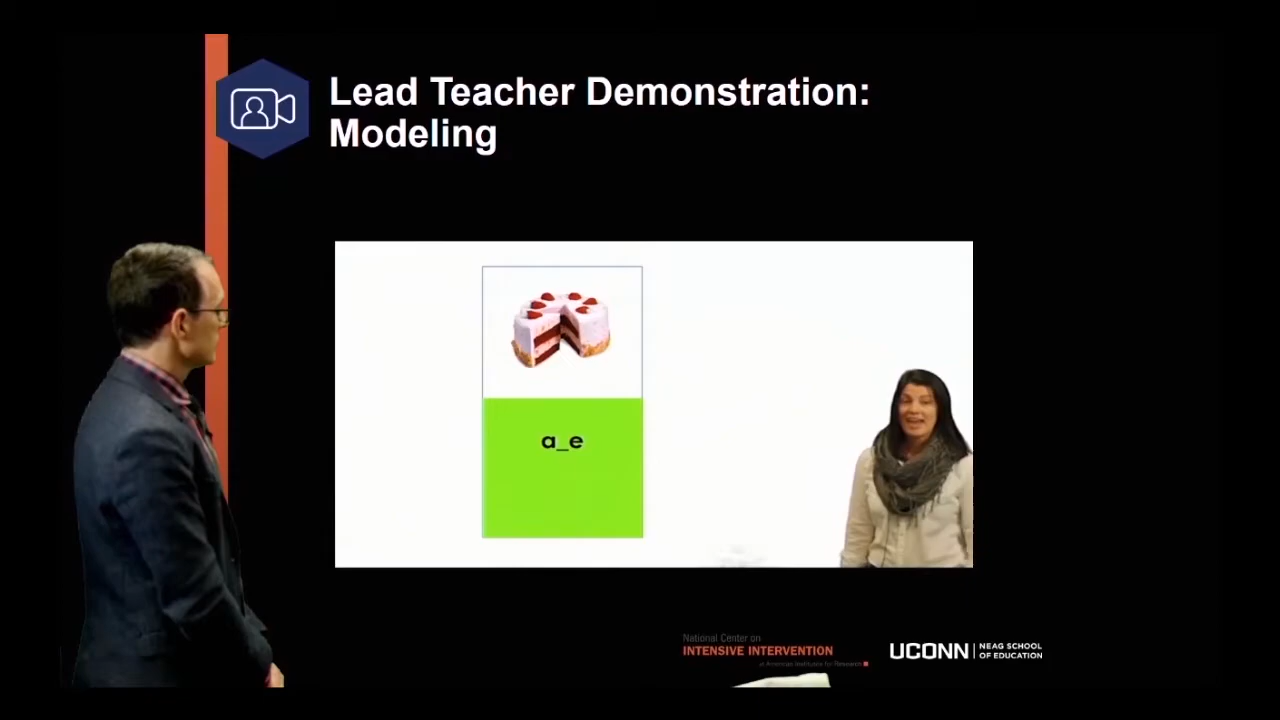 Lead Teacher Demonstration:
Modeling
a_e
National Center on
INTENSIVE INTERVENTION
at American Institutes for Research
UCONN
NEAG SCHOOL
OF EDUCATION